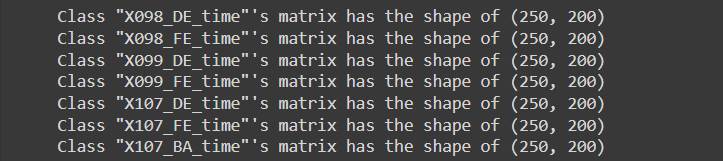 Class "X098_DE_time"'s matrix has the shape of (250, 200)
Class "X098_FE_time"'s matrix has the shape of (250, 200)
Class "X099_DE_time"'s matrix has the shape of (250, 200)
Class "X099_FE_time"'s matrix has the shape of (250, 200)
Class "X107_DE_time"'s matrix has the shape of (250, 200)
Class "X107_FE_time"'s matrix has the shape of (250, 200)
Class "X107_BA_time"'s matrix has the shape of (250, 200)